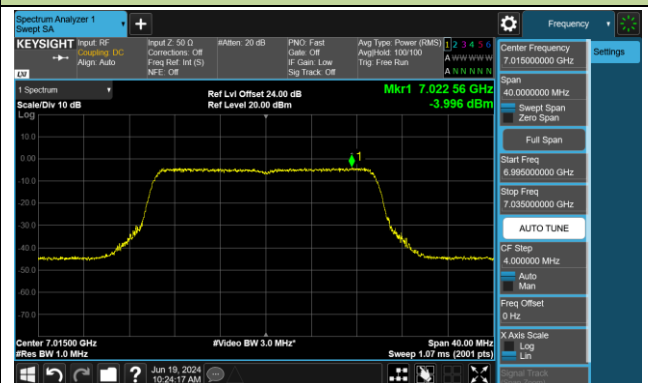 Spectrum Analyzer 1
Swept SA
Frequency
KEYSIGHT
Input: RF
Coupling: DC
Align: Auto
Input Z: 50 Ω
Corrections: Off
Freq Ref: Int (S)
NFE: Off
#Atten: 20 dB
PNO: Fast
Gate: Off
IF Gain: Low
Sig Track: Off
Avg Type: Power (RMS)
Avg|Hold: 100/100
Trig: Free Run
1 2 3 4 5 6
A W W W W W
A N N N N N
LXI
1 Spectrum
Scale/Div 10 dB
Log
Ref Lvl Offset 24.00 dB
Ref Level 20.00 dBm
Mkr1 7.022 56 GHz
-3.996 dBm
1
10.0
0.00
-10.0
-20.0
-30.0
-40.0
-50.0
-60.0
-70.0
Center 7.01500 GHz
#Res BW 1.0 MHz
#Video BW 3.0 MHz*
Span 40.00 MHz
Sweep 1.07 ms (2001 pts)
Center Frequency
7.01500000 GHz
Settings
Span
40.0000000 MHz
Swept Span
Zero Span
Full Span
Start Freq
6.995000000 GHz
Stop Freq
7.035000000 GHz
AUTO TUNE
CF Step
4.000000 MHz
Auto
Man
Freq Offset
0 Hz
X Axis Scale
Log
Lin
Signal Track
?
Jun 19, 2024
10:24:17 AM